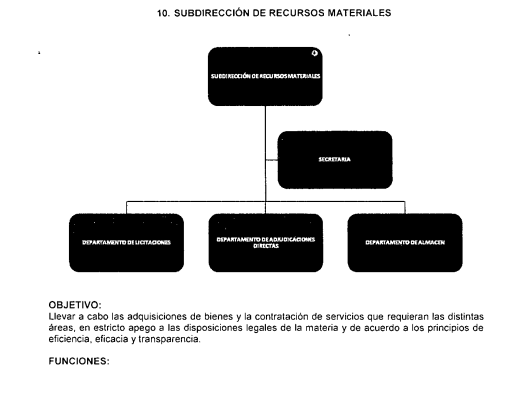 10. SUBDIRECCIÓN DE RECURSOS MATERIALES
SUBDIRECCIÓN DE RECURSOS MATERIALES
SECRETARIA
DEPARTAMENTO DE LICITACIONES
DEPARTAMENTO DE ADJUDICACIONES
DIRECTAS
DEPARTAMENTO DE ALMACEN
OBJETIVO:
Llevar a cabo las adquisiciones de bienes y la contratación de servicios que requieran las distintas
áreas, en estricto apego a las disposiciones legales de la materia y de acuerdo a los principios de
eficiencia, eficacia y transparencia.
FUNCIONES: